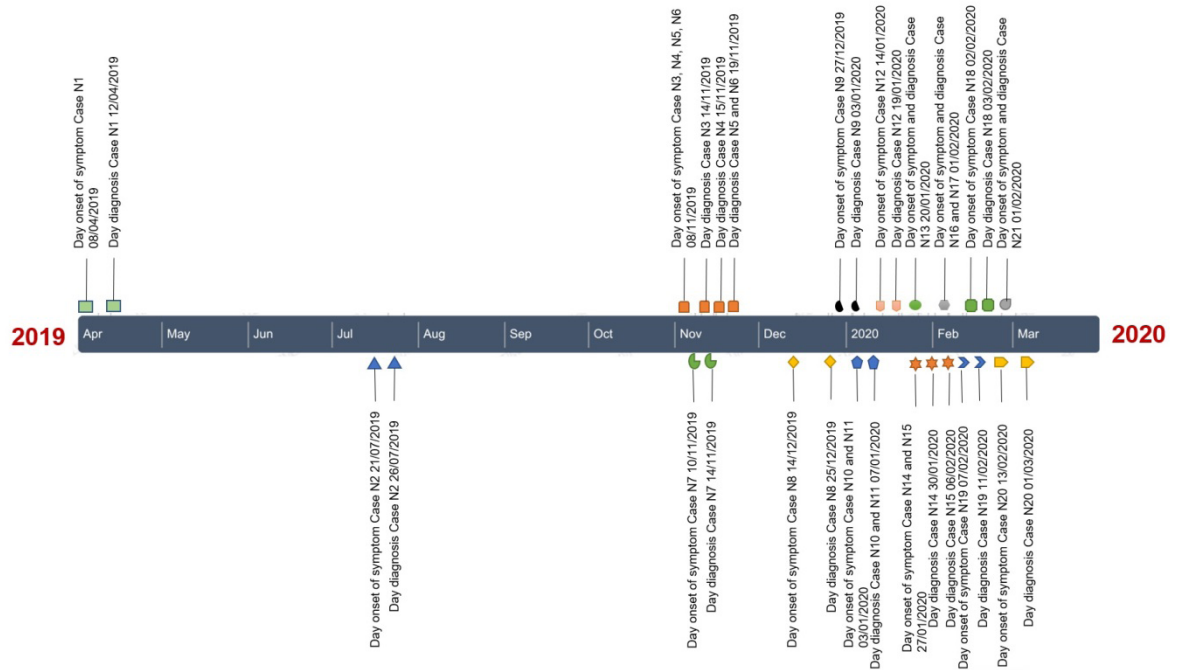 Day onset of symptom Case N1
08/04/2019
Day diagnosis Case N1 12/04/2019
Day onset of symptom Case N3, N4, N5, N6
08/11/2019
Day diagnosis Case N3 14/11/2019
Day diagnosis Case N4 15/11/2019
Day diagnosis Case N5 and N6 19/11/2019
Day onset of symptom Case N9 27/12/2019
Day diagnosis Case N9 03/01/2020
Day onset of symptom Case N12 14/01/2020
Day diagnosis Case N12 19/01/2020
Day onset of symptom and diagnosis Case
N13 20/01/2020
Day onset of symptom and diagnosis Case
N16 and N17 01/02/2020
Day onset of symptom Case N18 02/02/2020
Day diagnosis Case N18 03/02/2020
Day onset of symptom and diagnosis Case
N21 01/02/2020
2019
Apr
May
Jun
Jul
Aug
Sep
Oct
Nov
Dec
2020
Feb
Mar
2020
Day onset of symptom Case N2 21/07/2019
Day diagnosis Case N2 26/07/2019
Day onset of symptom Case N7 10/11/2019
Day diagnosis Case N7 14/11/2019
Day onset of symptom Case N8 14/12/2019
Day diagnosis Case N8 25/12/2019
Day onset of symptom Case N10 and N11
03/01/2020
Day diagnosis Case N10 and N11 07/01/2020
Day onset of symptom Case N14 and N15
27/01/2020
Day diagnosis Case N14 30/01/2020
Day diagnosis Case N15 06/02/2020
Day onset of symptom Case N19 07/02/2020
Day diagnosis Case N19 11/02/2020
Day onset of symptom Case N20 13/02/2020
Day diagnosis Case N20 01/03/2020